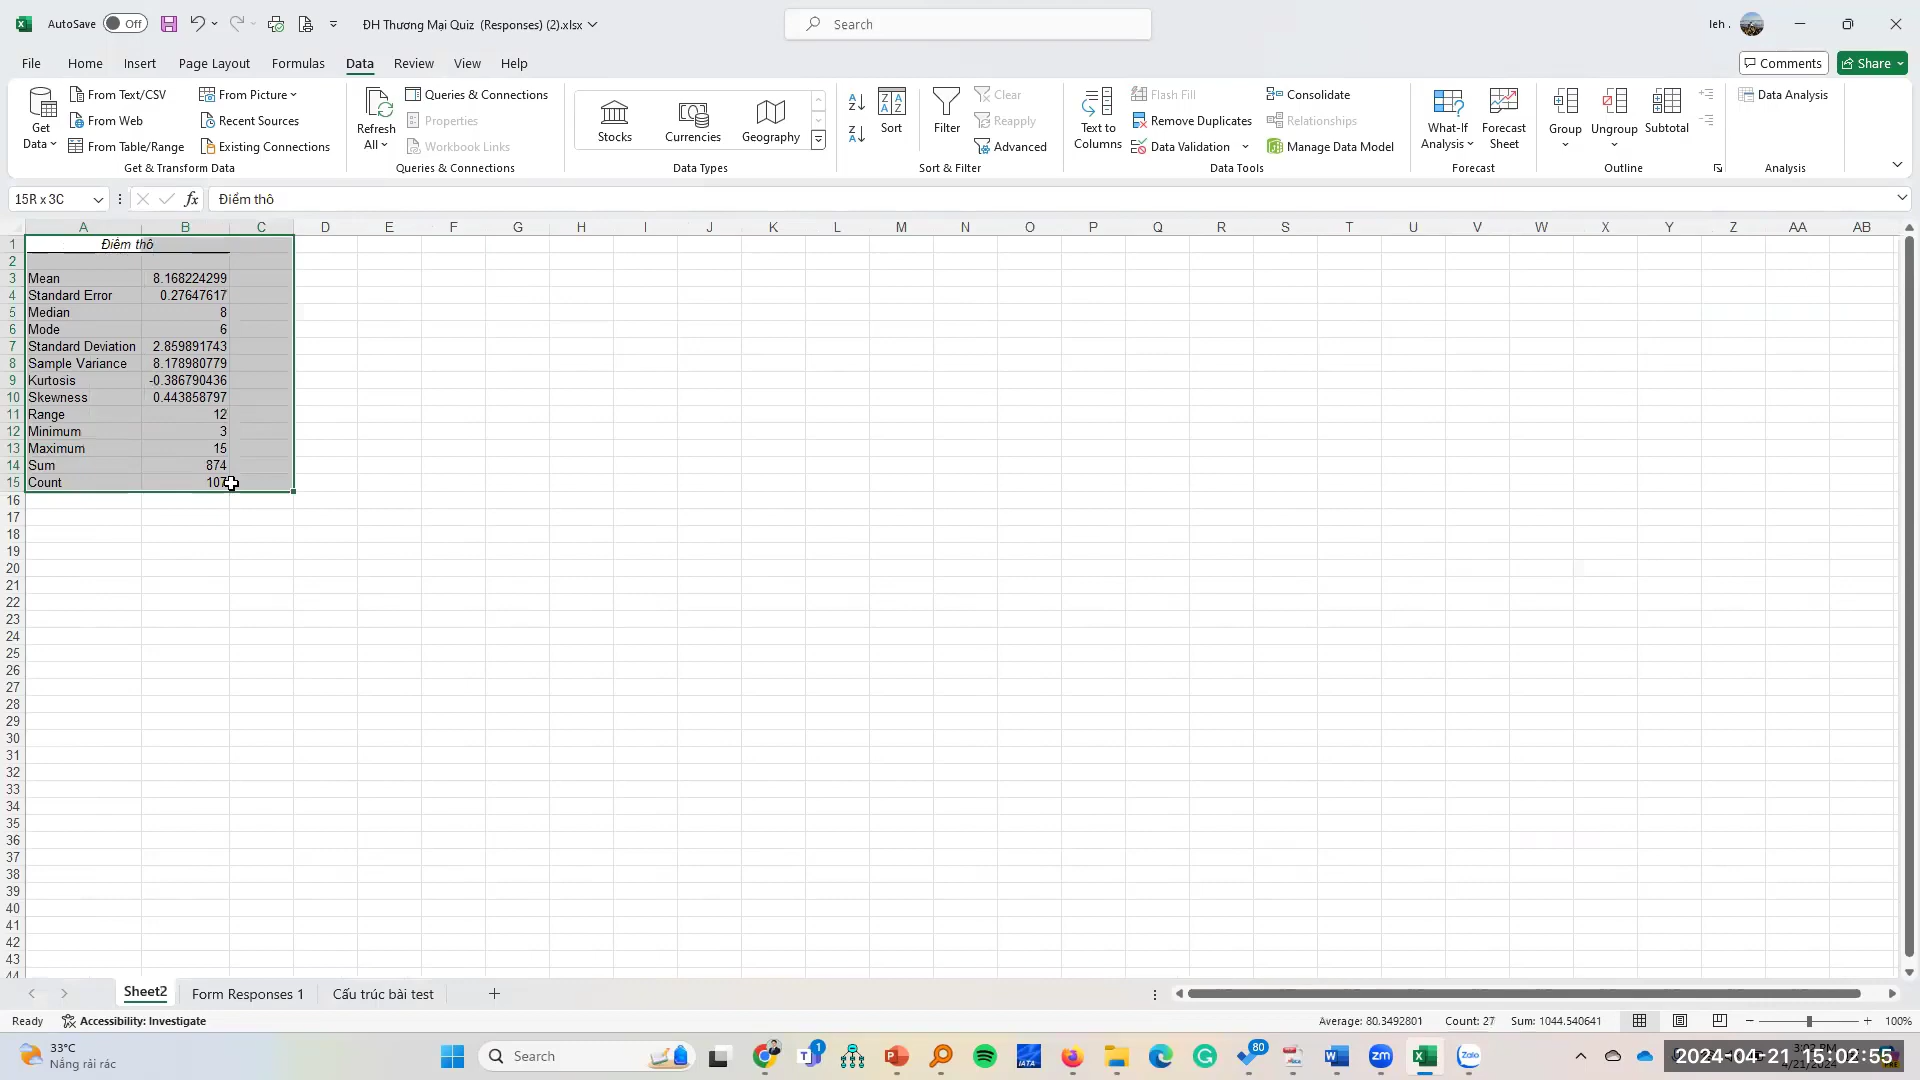 AutoSave Off ĐH Thương Mại Quiz (Responses) (2).xlsx Search leh .
File Home Insert Page Layout Formulas Data Review View Help Comments Share
Get Data From Text/CSV From Picture Refresh All Queries & Connections Stocks Currencies Geography Sort Filter Clear Text to Columns Flash Fill Consolidate What-If Analysis Forecast Sheet Group Ungroup Subtotal Data Analysis
From Web Recent Sources Properties Reapply Remove Duplicates Relationships
From Table/Range Existing Connections Workbook Links Advanced Data Validation Manage Data Model
Get & Transform Data Queries & Connections Data Types Sort & Filter Data Tools Forecast Outline Analysis
15R x 3C fx Điểm thô
A B C D E F G H I J K L M N O P Q R S T U V W X Y Z AA AB
1 Điểm thô
2
3 Mean 8.168224299
4 Standard Error 0.27647617
5 Median 8
6 Mode 6
7 Standard Deviation 2.859891743
8 Sample Variance 8.178980779
9 Kurtosis -0.386790436
10 Skewness 0.443858797
11 Range 12
12 Minimum 3
13 Maximum 15
14 Sum 874
15 Count 107
16
17
18
19
20
21
22
23
24
25
26
27
28
29
30
31
32
33
34
35
36
37
38
39
40
41
42
43
44
Sheet2 Form Responses 1 Cấu trúc bài test
Ready Accessibility: Investigate Average: 80.3492801 Count: 27 Sum: 1044.540641 100%
33°C
Nắng rải rác
Search 1 IATA 80 zm Zalo
2024-04-21 15:02:55